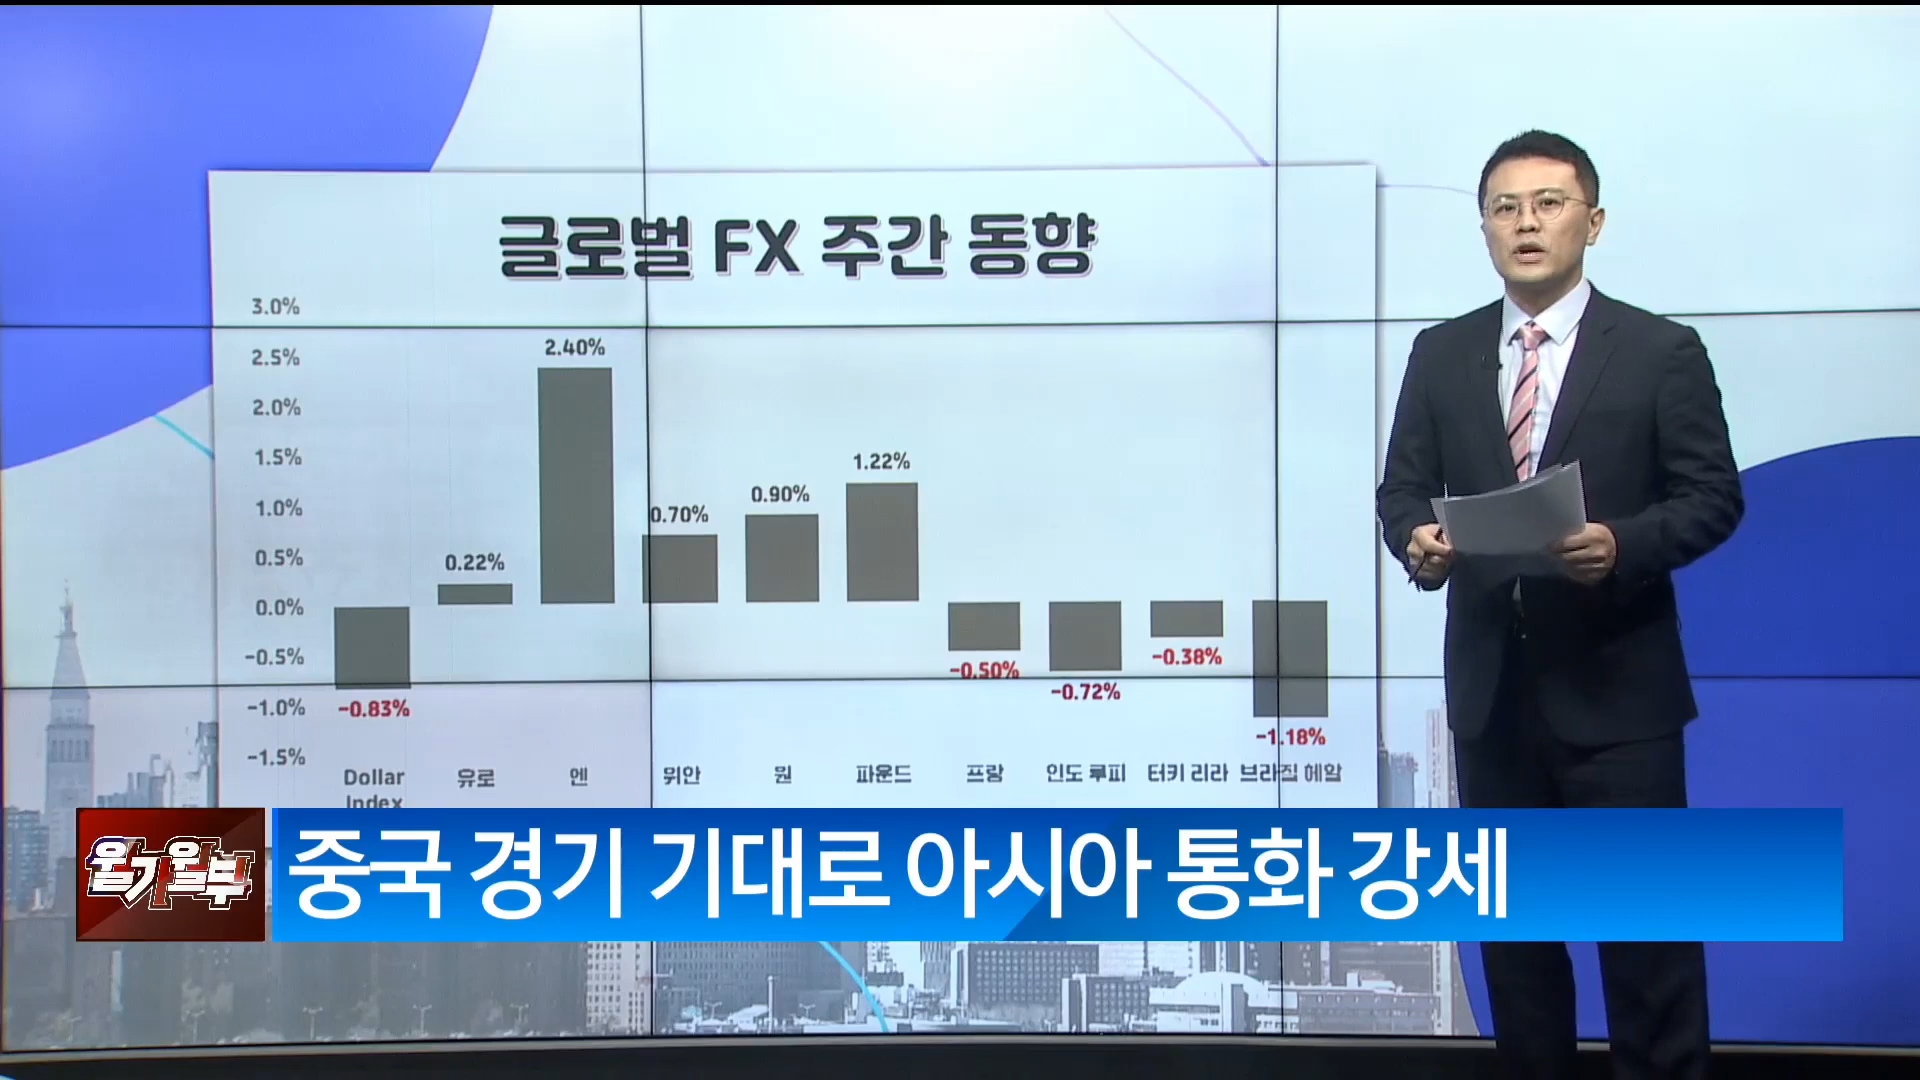 글로벌 FX 주간 동향
3.0%
2.5%
2.0%
1.5%
1.0%
0.5%
0.0%
-0.5%
-1.0%
-1.5%
-0.83%
0.22%
2.40%
0.70%
0.90%
1.22%
-0.50%
-0.72%
-0.38%
-1.18%
Dollar
Index
유로
엔
위안
원
파운드
프랑
인도 루피
터키 리라
브라질 헤알
월가월부
중국 경기 기대로 아시아 통화 강세